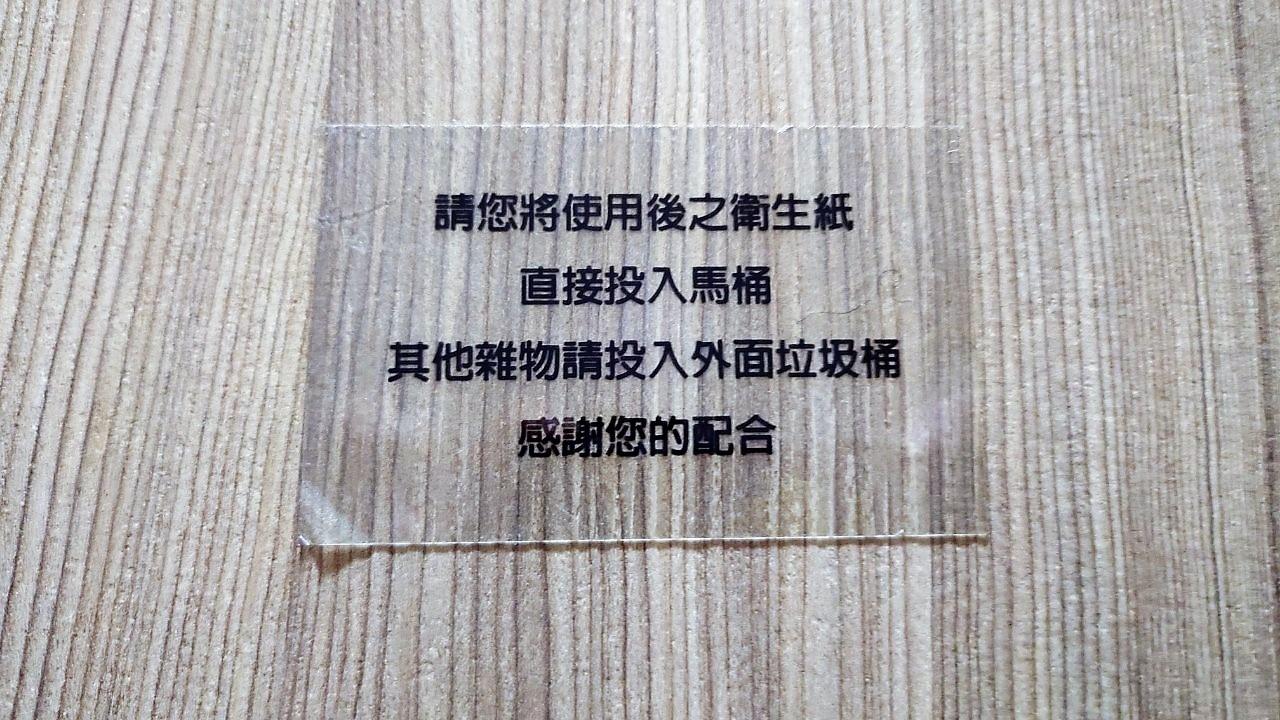 請您將使用後之衛生紙
直接投入馬桶
其他雜物請投入外面垃圾桶
感謝您的配合